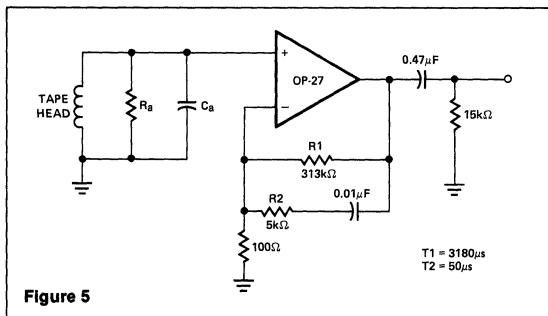 0.47μF
+
OP-27
−
TAPE
HEAD
Ra
Ca
15kΩ
R1
313kΩ
R2
0.01μF
5kΩ
100Ω
T1 = 3180μs
T2 = 50μs
Figure 5